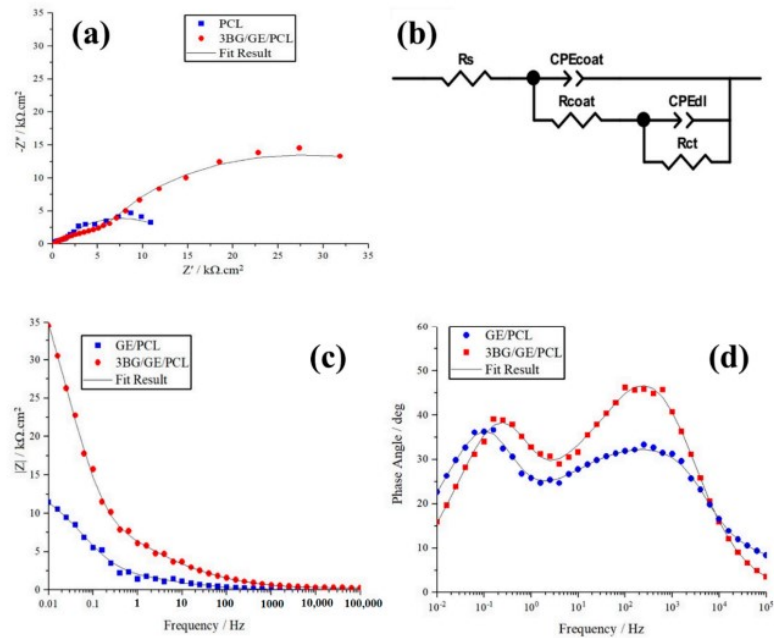 (a)
PCL
3BG/GE/PCL
Fit Result
35
30
25
20
15
10
5
0
-Z" / kΩ.cm²
0 5 10 15 20 25 30 35
Z' / kΩ.cm²
(b)
Rs
CPEcoat
Rcoat
CPEdl
Rct
(c)
GE/PCL
3BG/GE/PCL
Fit Result
35
30
25
20
15
10
5
0
|Z| / kΩ.cm²
0.01 0.1 1 10 100 1000 10,000 100,000
Frequency / Hz
(d)
GE/PCL
3BG/GE/PCL
Fit Result
60
50
40
30
20
10
0
Phase Angle / deg
10⁻² 10⁻¹ 10⁰ 10¹ 10² 10³ 10⁴ 10⁵
Frequency / Hz